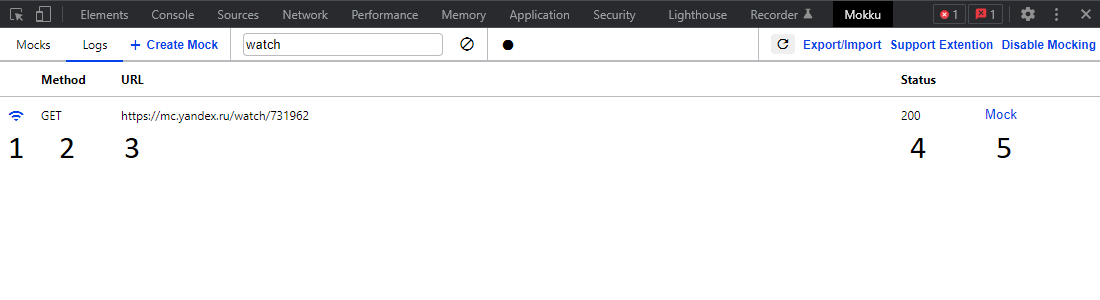 Elements Console Sources Network Performance Memory Application Security Lighthouse Recorder Mokku 1 1
Mocks Logs + Create Mock watch Export/Import Support Extention Disable Mocking
Method URL Status
GET https://mc.yandex.ru/watch/731962 200 Mock
1 2 3 4 5